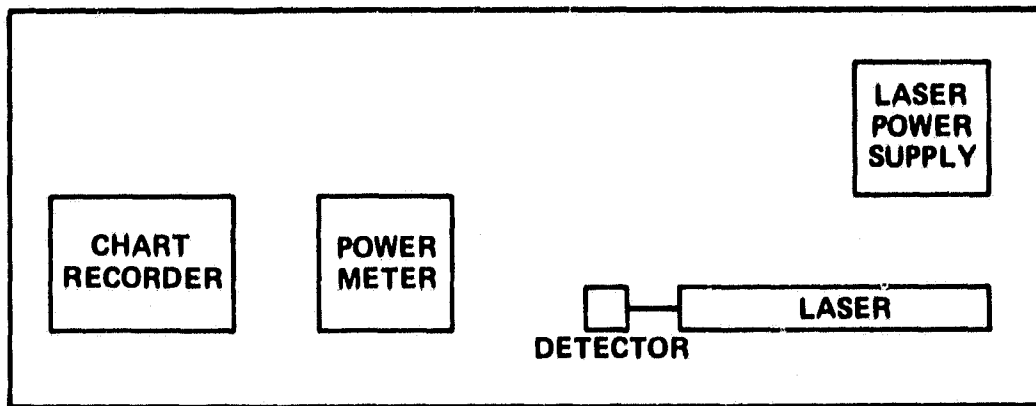 LASER
POWER
SUPPLY
CHART
RECORDER
POWER
METER
LASER
DETECTOR